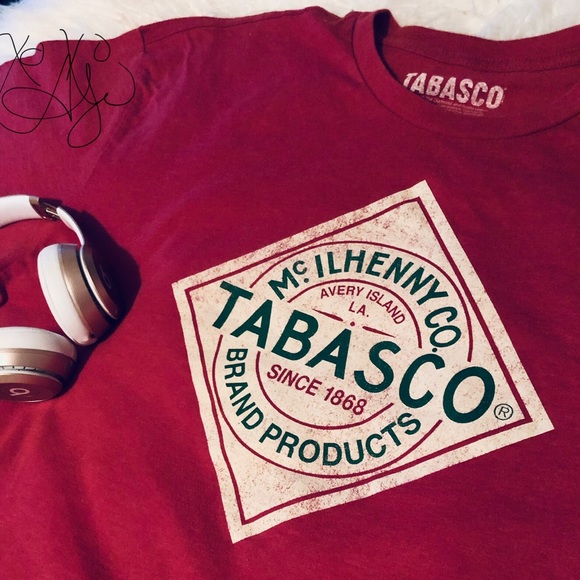 TABASCO
McILHENNY CO.
AVERY ISLAND
LA.
TABASCO®
SINCE 1868
BRAND PRODUCTS